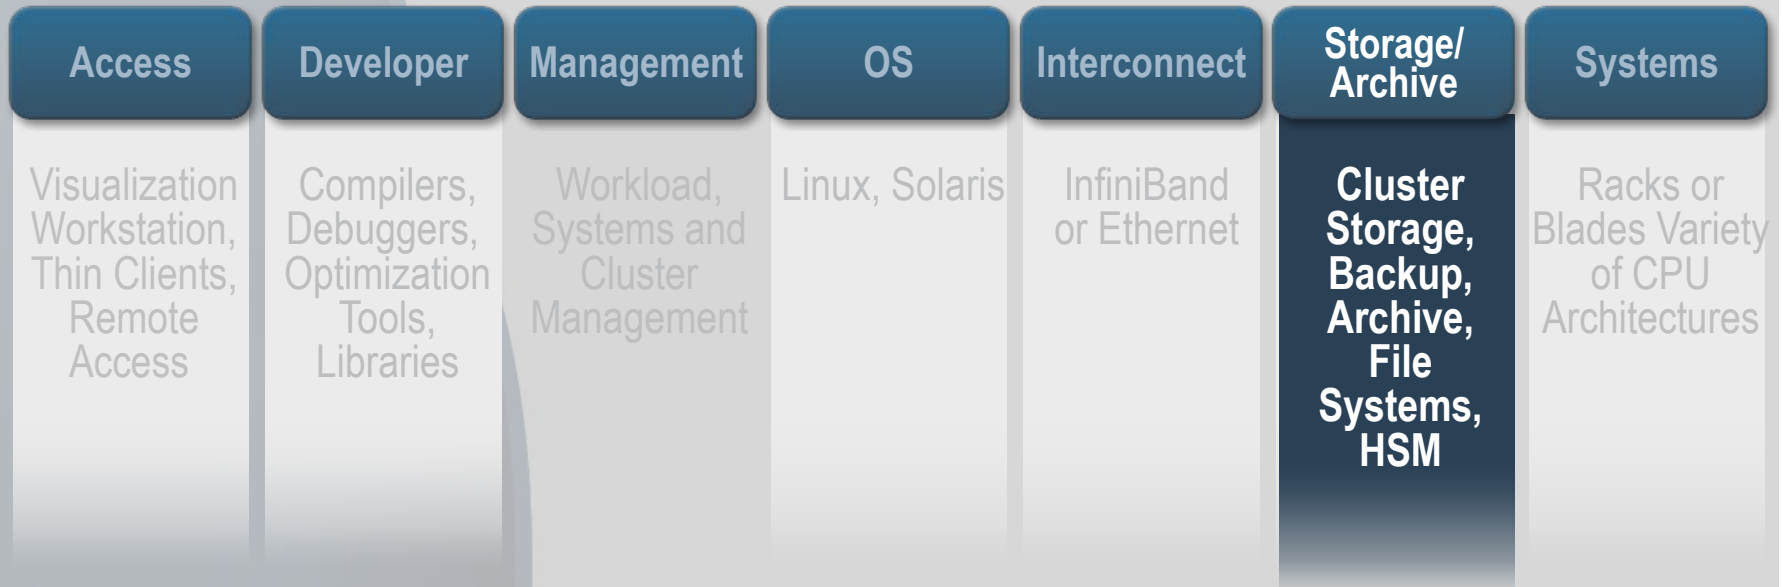 Access
Developer
Management
OS
Interconnect
Storage/
Archive
Systems
Visualization
Workstation,
Thin Clients,
Remote
Access
Compilers,
Debuggers,
Optimization
Tools,
Libraries
Workload,
Systems and
Cluster
Management
Linux, Solaris
InfiniBand
or Ethernet
Cluster
Storage,
Backup,
Archive,
File
Systems,
HSM
Racks or
Blades Variety
of CPU
Architectures